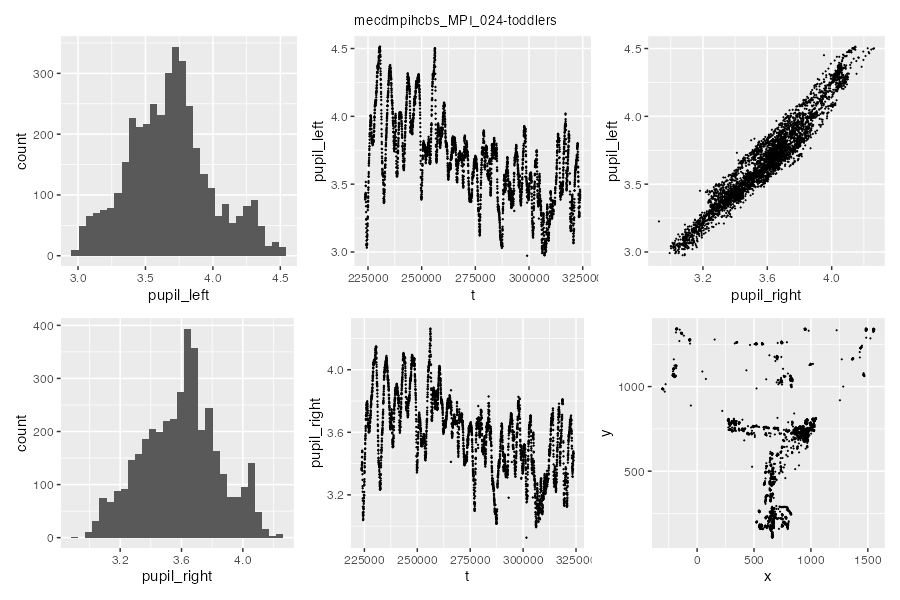 mecdmpihcbs_MPI_024-toddlers
count
300
200
100
0
3.0 3.5 4.0 4.5
pupil_left
pupil_left
4.5
4.0
3.5
3.0
225000 250000 275000 300000 325000
t
pupil_left
4.5
4.0
3.5
3.0
3.2 3.6 4.0
pupil_right
count
400
300
200
100
0
3.2 3.6 4.0
pupil_right
pupil_right
4.0
3.6
3.2
225000 250000 275000 300000 325000
t
y
1000
500
0 500 1000 1500
x